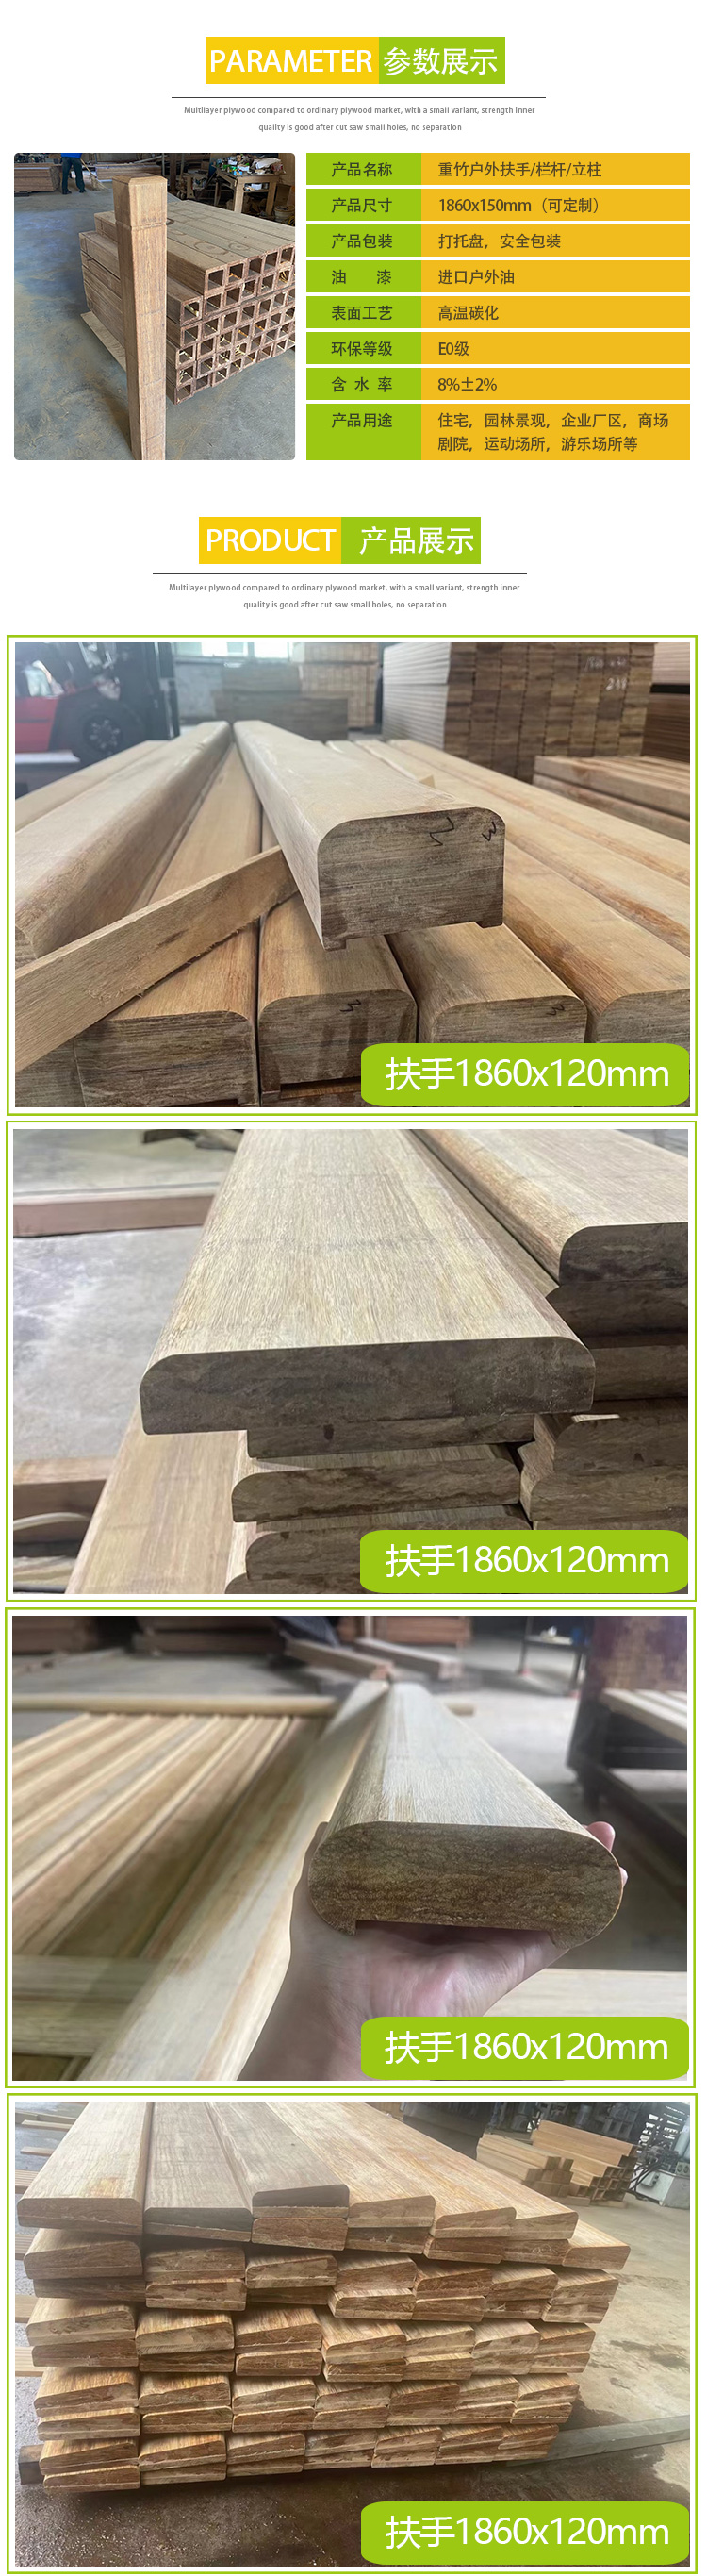 PARAMETER 参数展示
Multilayer plywood compared to ordinary plywood market, with a small variant, strength inner
quality is good after cut saw small holes, no separation
产品名称 重竹户外扶手/栏杆/立柱
产品尺寸 1860x150mm（可定制）
产品包装 打托盘，安全包装
油 漆 进口户外油
表面工艺 高温碳化
环保等级 E0级
含 水 率 8%土2%
产品用途 住宅，园林景观，企业厂区，商场
剧院，运动场所，游乐场所等
PRODUCT 产品展示
Multilayer plywood compared to ordinary plywood market, with a small variant, strength inner
quality is good after cut saw small holes, no separation
扶手1860x120mm
扶手1860x120mm
扶手1860x120mm
扶手1860x120mm